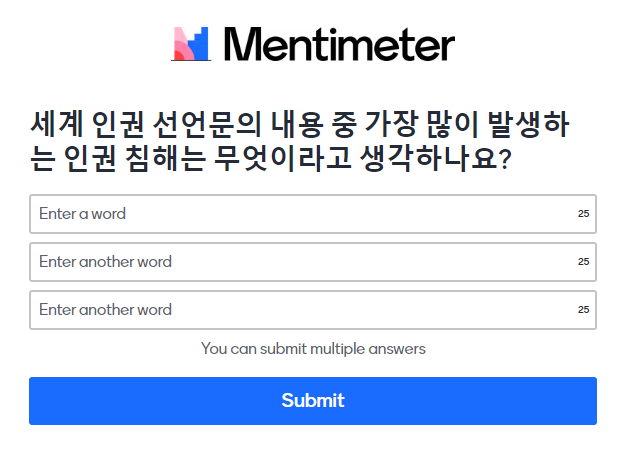 Mentimeter
세계 인권 선언문의 내용 중 가장 많이 발생하
는 인권 침해는 무엇이라고 생각하나요?
Enter a word 25
Enter another word 25
Enter another word 25
You can submit multiple answers
Submit